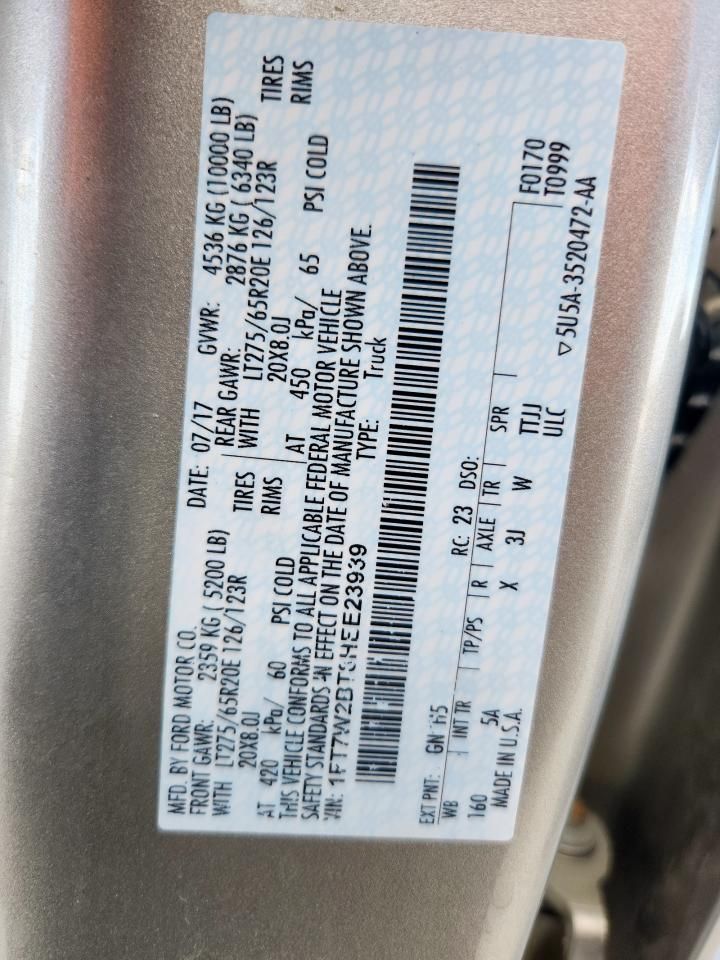 MFD. BY FORD MOTOR CO. DATE: 07/17 GVWR: 4536 KG (10000 LB)
FRONT GAWR: 2359 KG ( 5200 LB) REAR GAWR: 2876 KG ( 6340 LB)
WITH LT275/65R20E 126/123R TIRES WITH LT275/65R20E 126/123R TIRES
20X8.0J RIMS 20X8.0J RIMS
AT 420 kPa/ 60 PSI COLD AT 450 kPa/ 65 PSI COLD
THIS VEHICLE CONFORMS TO ALL APPLICABLE FEDERAL MOTOR VEHICLE
SAFETY STANDARDS IN EFFECT ON THE DATE OF MANUFACTURE SHOWN ABOVE.
VIN: TYPE: Truck
EXT PNT: GN RC: 23 DSO: F0170
WB INT TR TP/PS R AXLE TR SPR T0999
160 5A X 3J W TTJJ
MADE IN U.S.A. ULC
▽ 5U5A-3520472-AA